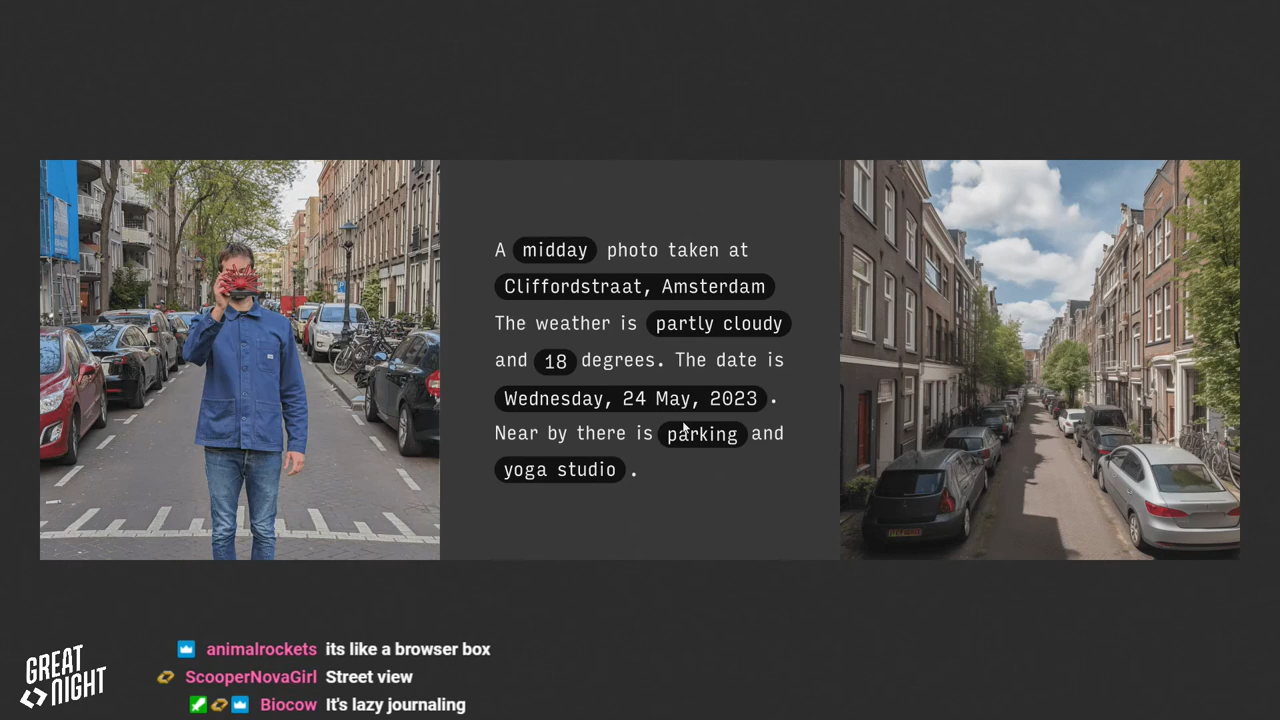 A midday photo taken at
Cliffordstraat, Amsterdam
The weather is partly cloudy
and 18 degrees. The date is
Wednesday, 24 May, 2023 .
Near by there is parking and
yoga studio .
GREAT
NIGHT
animalrockets its like a browser box
ScooperNovaGirl Street view
Biocow It's lazy journaling